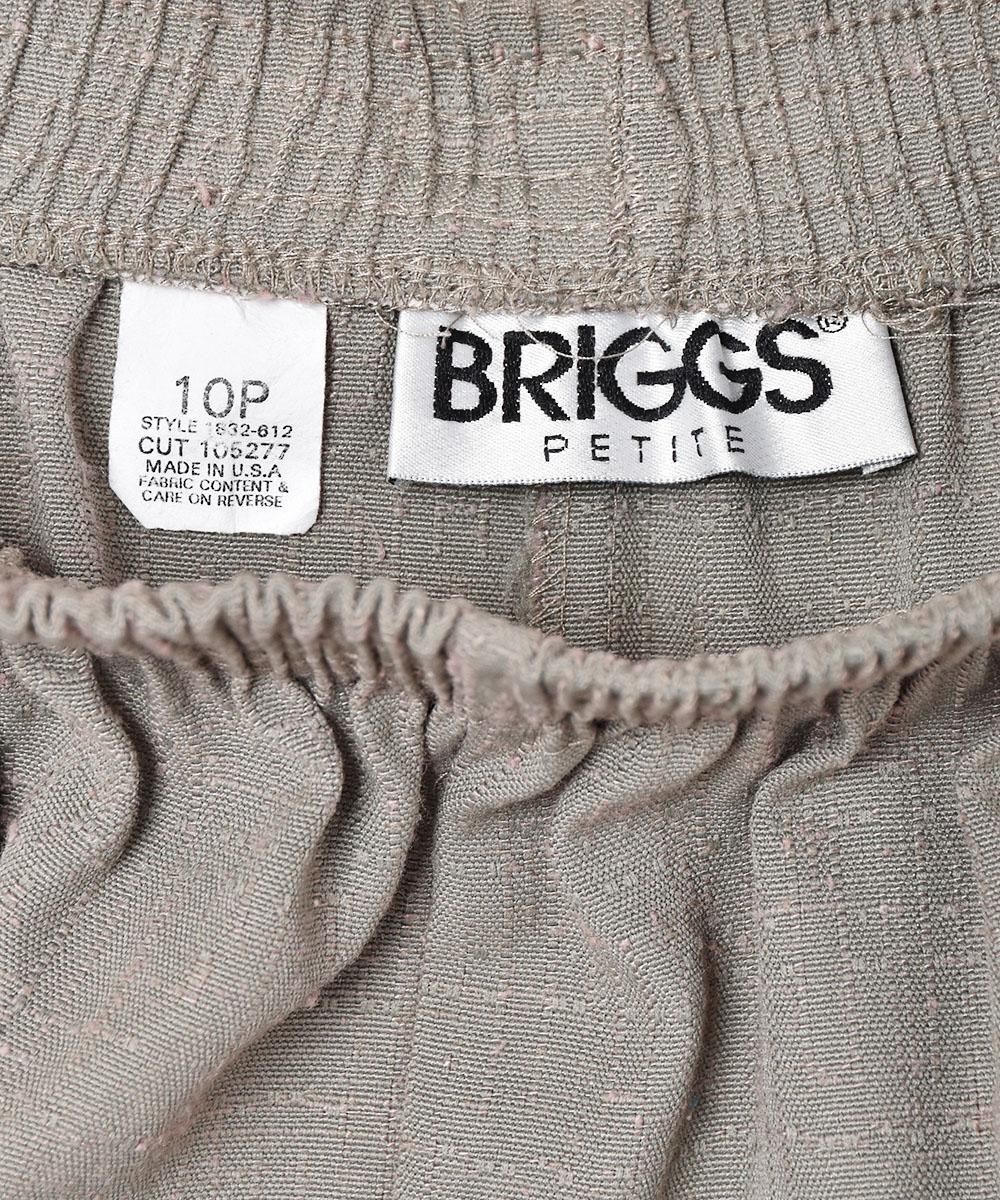 10P
STYLE 1832-612
CUT 105277
MADE IN U.S.A
FABRIC CONTENT &
CARE ON REVERSE
BRIGGS®
PETITE